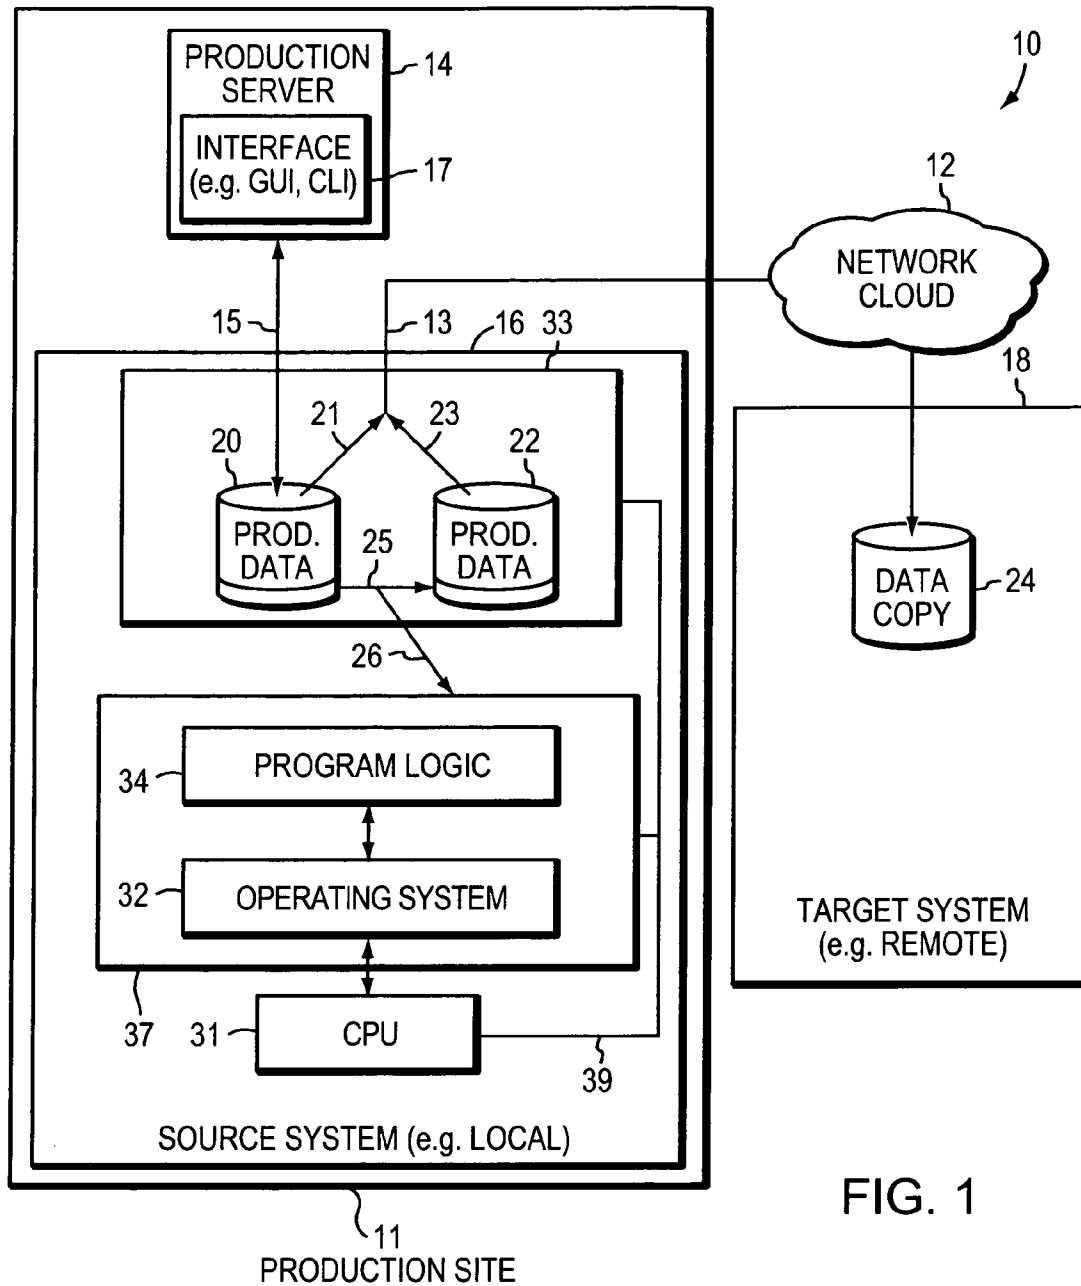 PRODUCTION
SERVER
14
INTERFACE
(e.g. GUI, CLI)
17
10
12
NETWORK
CLOUD
15
13
16
33
18
21
23
20
22
PROD.
DATA
25
PROD.
DATA
DATA
COPY
24
26
PROGRAM LOGIC
34
OPERATING SYSTEM
32
TARGET SYSTEM
(e.g. REMOTE)
37
31
CPU
39
SOURCE SYSTEM (e.g. LOCAL)
FIG. 1
11
PRODUCTION SITE